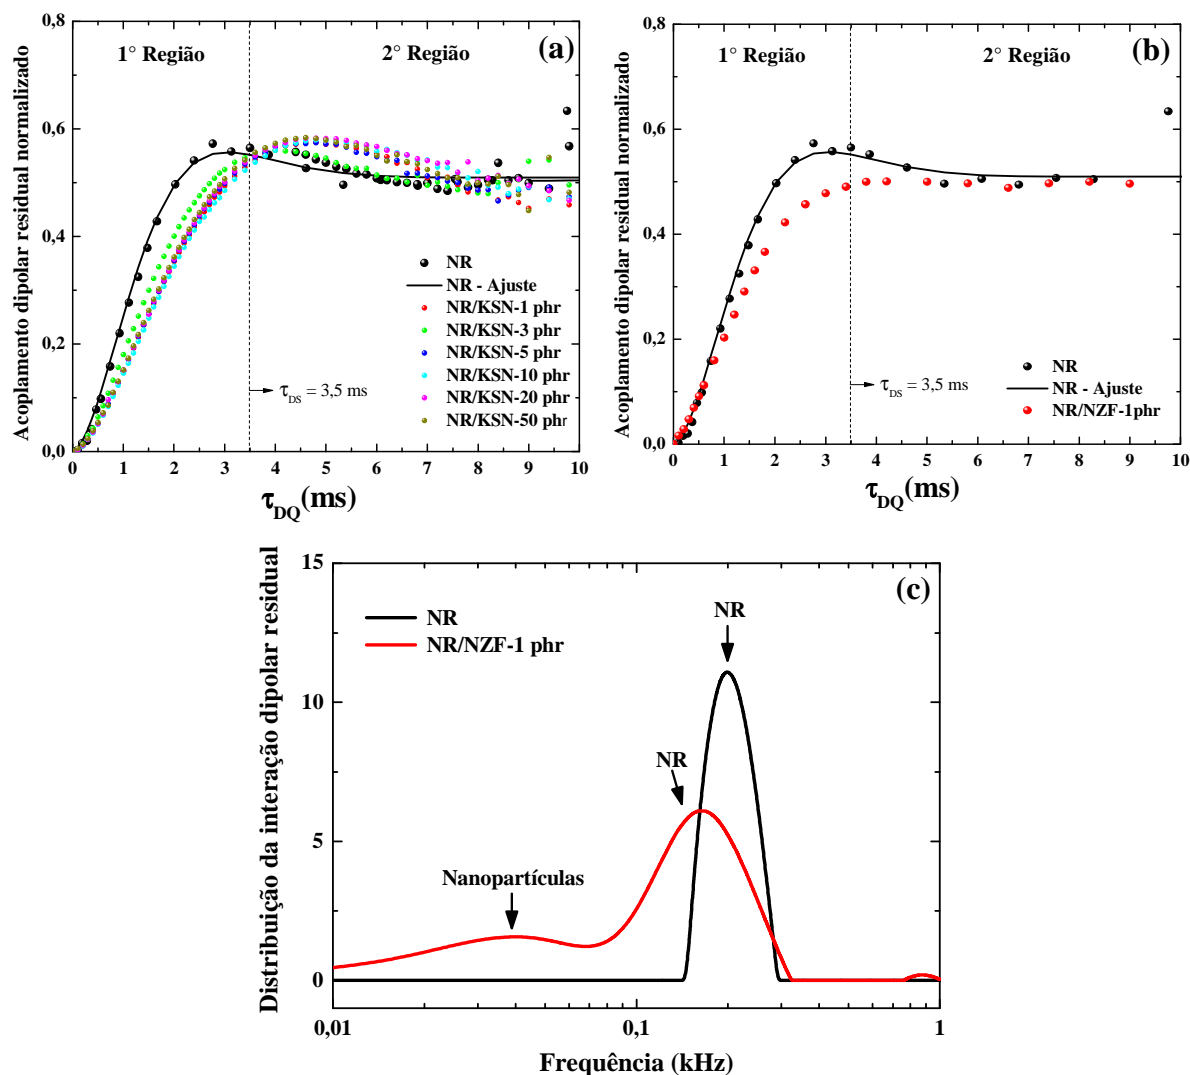 Acoplamento dipolar residual normalizado
0,8
0,6
0,4
0,2
0,0
1° Região
2° Região
(a)
NR
NR - Ajuste
NR/KSN-1 phr
NR/KSN-3 phr
NR/KSN-5 phr
NR/KSN-10 phr
NR/KSN-20 phr
NR/KSN-50 phr
τDS = 3,5 ms
0 1 2 3 4 5 6 7 8 9 10
τDQ(ms)
Acoplamento dipolar residual normalizado
0,8
0,6
0,4
0,2
0,0
1° Região
2° Região
(b)
NR
NR - Ajuste
NR/NZF-1phr
τDS = 3,5 ms
0 1 2 3 4 5 6 7 8 9 10
τDQ(ms)
Distribuição da interação dipolar residual
15
10
5
0
(c)
NR
NR/NZF-1 phr
NR
NR
Nanopartículas
0,01 0,1 1
Frequência (kHz)